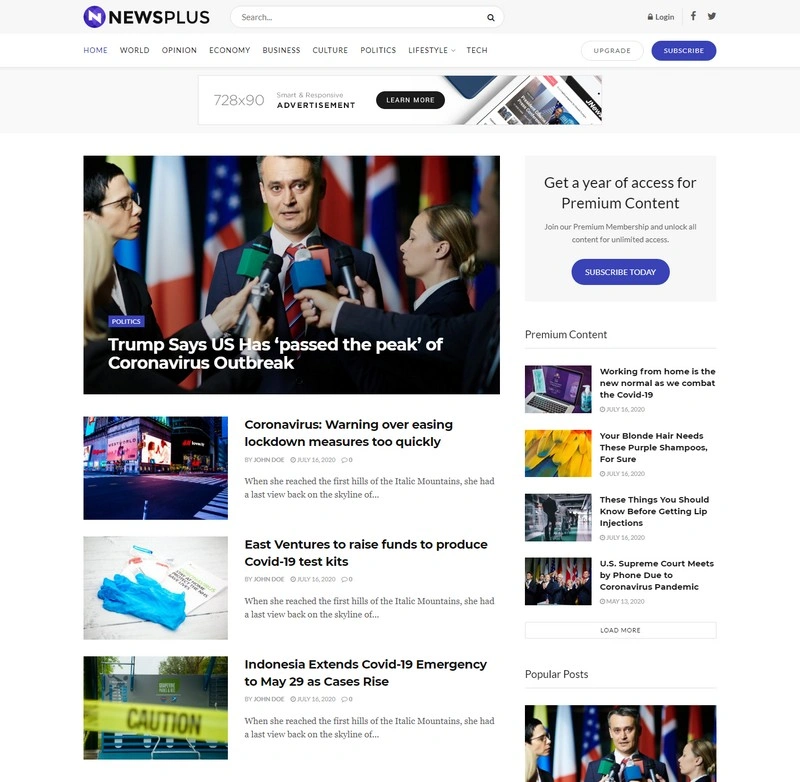 NEWSPLUS
Search...
Login
HOME WORLD OPINION ECONOMY BUSINESS CULTURE POLITICS LIFESTYLE TECH
UPGRADE
SUBSCRIBE
728x90
Smart & Responsive
ADVERTISEMENT
LEARN MORE
POLITICS
Trump Says US Has ‘passed the peak’ of
Coronavirus Outbreak
Coronavirus: Warning over easing
lockdown measures too quickly
BY JOHN DOE JULY 16, 2020 0
When she reached the first hills of the Italic Mountains, she had
a last view back on the skyline of...
East Ventures to raise funds to produce
Covid-19 test kits
BY JOHN DOE JULY 16, 2020 0
When she reached the first hills of the Italic Mountains, she had
a last view back on the skyline of...
CAUTION
Indonesia Extends Covid-19 Emergency
to May 29 as Cases Rise
BY JOHN DOE JULY 16, 2020 0
When she reached the first hills of the Italic Mountains, she had
a last view back on the skyline of...
Get a year of access for
Premium Content
Join our Premium Membership and unlock all
content for unlimited access.
SUBSCRIBE TODAY
Premium Content
Working from home is the
new normal as we combat
the Covid-19
JULY 16, 2020
Your Blonde Hair Needs
These Purple Shampoos,
For Sure
JULY 16, 2020
These Things You Should
Know Before Getting Lip
Injections
JULY 16, 2020
U.S. Supreme Court Meets
by Phone Due to
Coronavirus Pandemic
MAY 13, 2020
LOAD MORE
Popular Posts